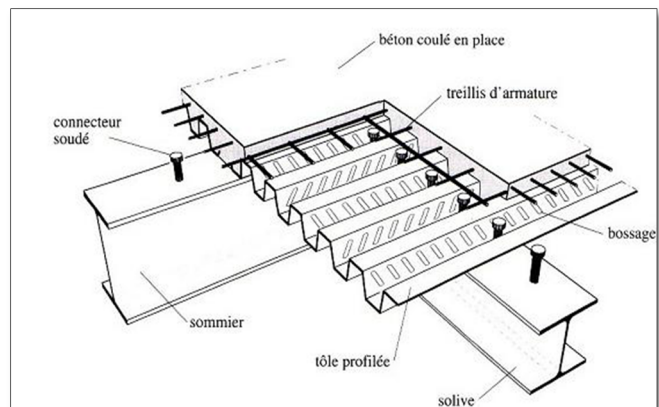 béton coulé en place
treillis d'armature
connecteur
soudé
bossage
sommier
tôle profilée
solive